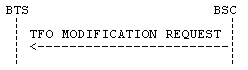 BTS BSC
TFO MODIFICATION REQUEST
<-----------------------